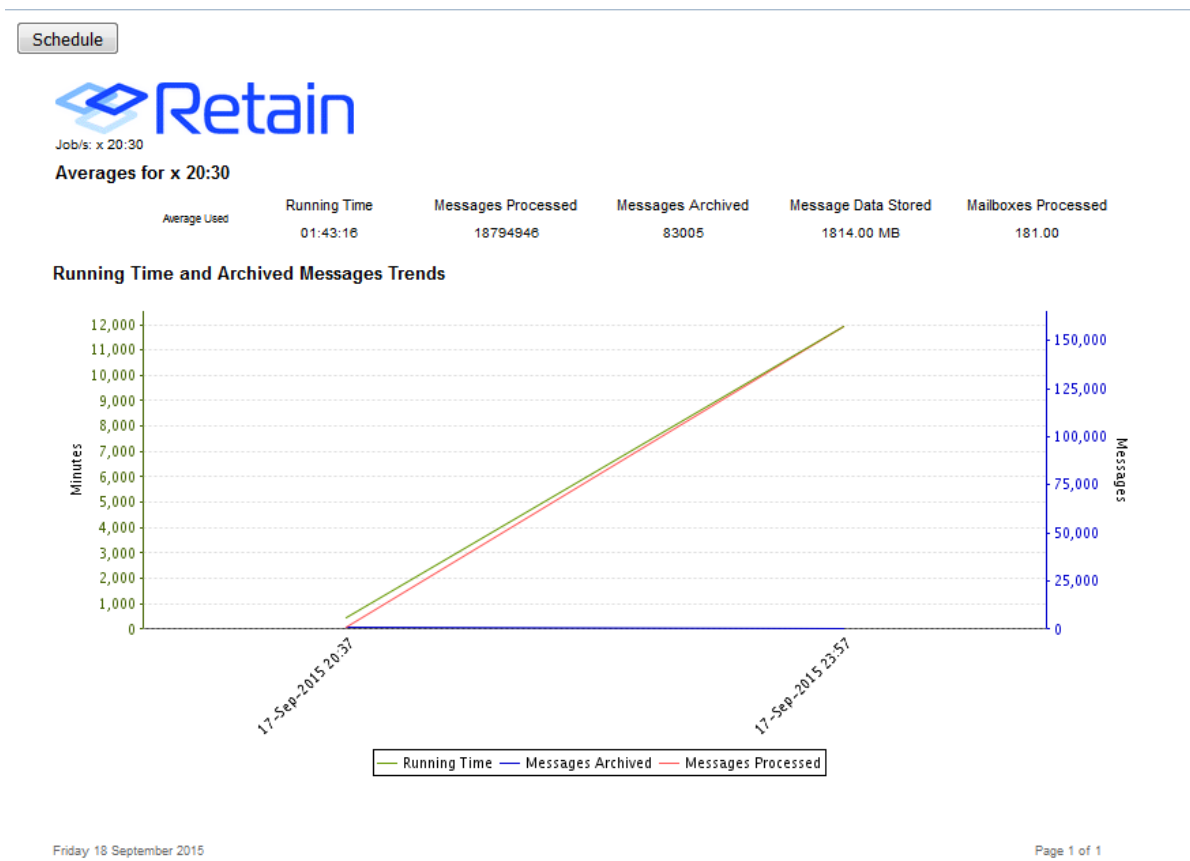 Schedule
Retain
Job/s: x 20:30
Averages for x 20:30
Running Time Messages Processed Messages Archived Message Data Stored Mailboxes Processed
Average Used 01:43:16 18794946 83005 1814.00 MB 181.00
Running Time and Archived Messages Trends
Minutes
12,000
11,000
10,000
9,000
8,000
7,000
6,000
5,000
4,000
3,000
2,000
1,000
0
150,000
125,000
100,000
75,000
50,000
25,000
0
Messages
17-Sep-2015 20:37
17-Sep-2015 23:57
Running Time Messages Archived Messages Processed
Friday 18 September 2015 Page 1 of 1